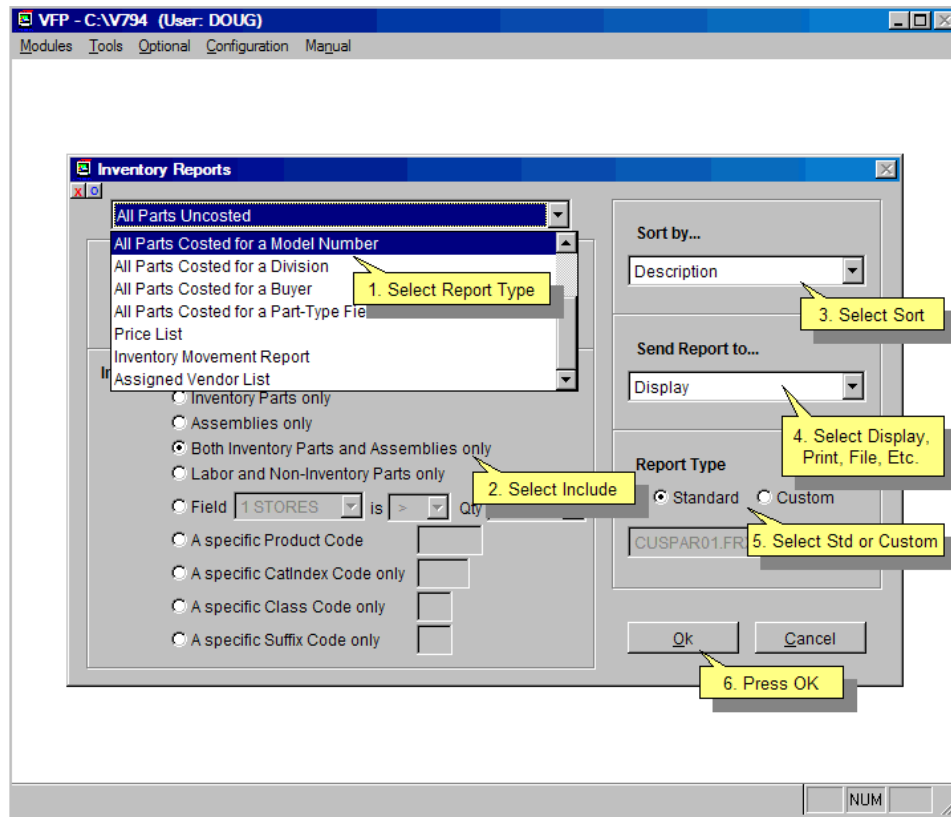 VFP - C:\V794 (User: DOUG)
Modules Tools Optional Configuration Manual
Inventory Reports
x o
All Parts Uncosted
All Parts Costed for a Model Number
All Parts Costed for a Division
All Parts Costed for a Buyer
All Parts Costed for a Part-Type Fie
Price List
Inventory Movement Report
Assigned Vendor List
1. Select Report Type
In
Inventory Parts only
Assemblies only
Both Inventory Parts and Assemblies only
Labor and Non-Inventory Parts only
2. Select Include
Field 1 STORES is > Qty
A specific Product Code
A specific CatIndex Code only
A specific Class Code only
A specific Suffix Code only
Sort by...
Description
3. Select Sort
Send Report to...
Display
4. Select Display,
Print, File, Etc.
Report Type
Standard Custom
CUSPAR01.FR
5. Select Std or Custom
Ok Cancel
6. Press OK
NUM